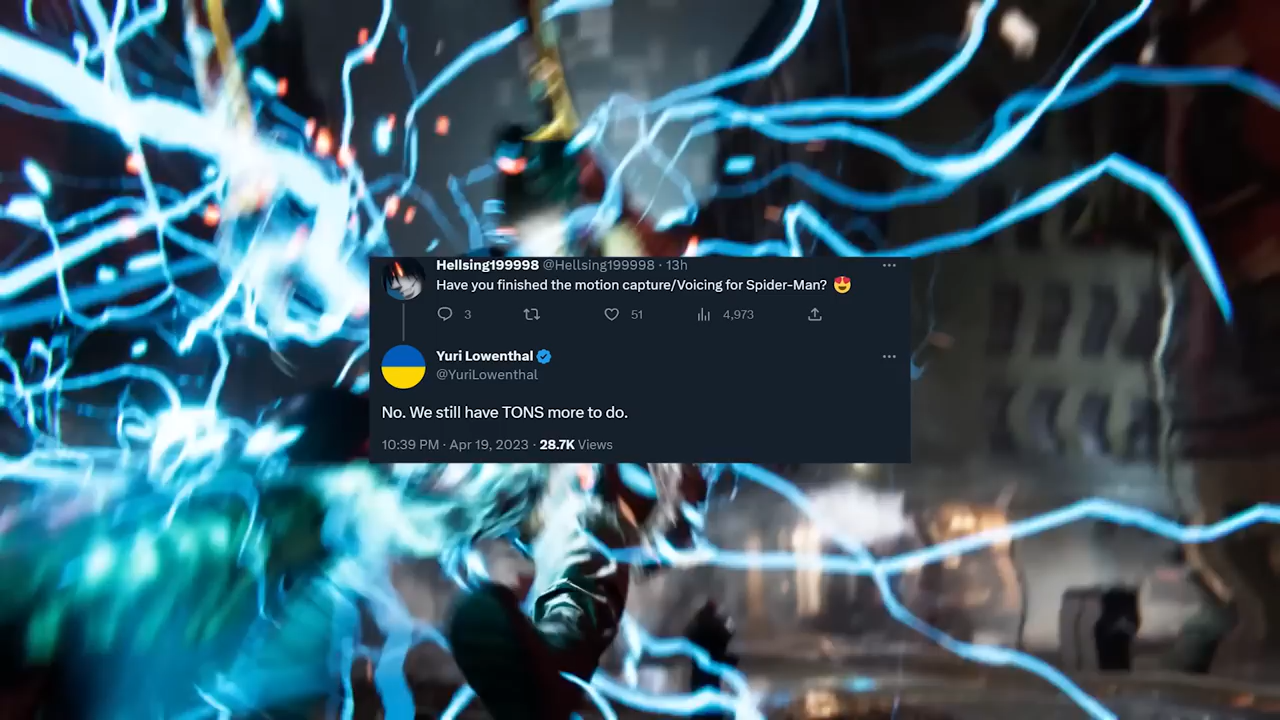 Hellsing199998 @Hellsing199998 · 13h
Have you finished the motion capture/Voicing for Spider-Man? 😍
3 51 4,973
Yuri Lowenthal
@YuriLowenthal
No. We still have TONS more to do.
10:39 PM · Apr 19, 2023 · 28.7K Views